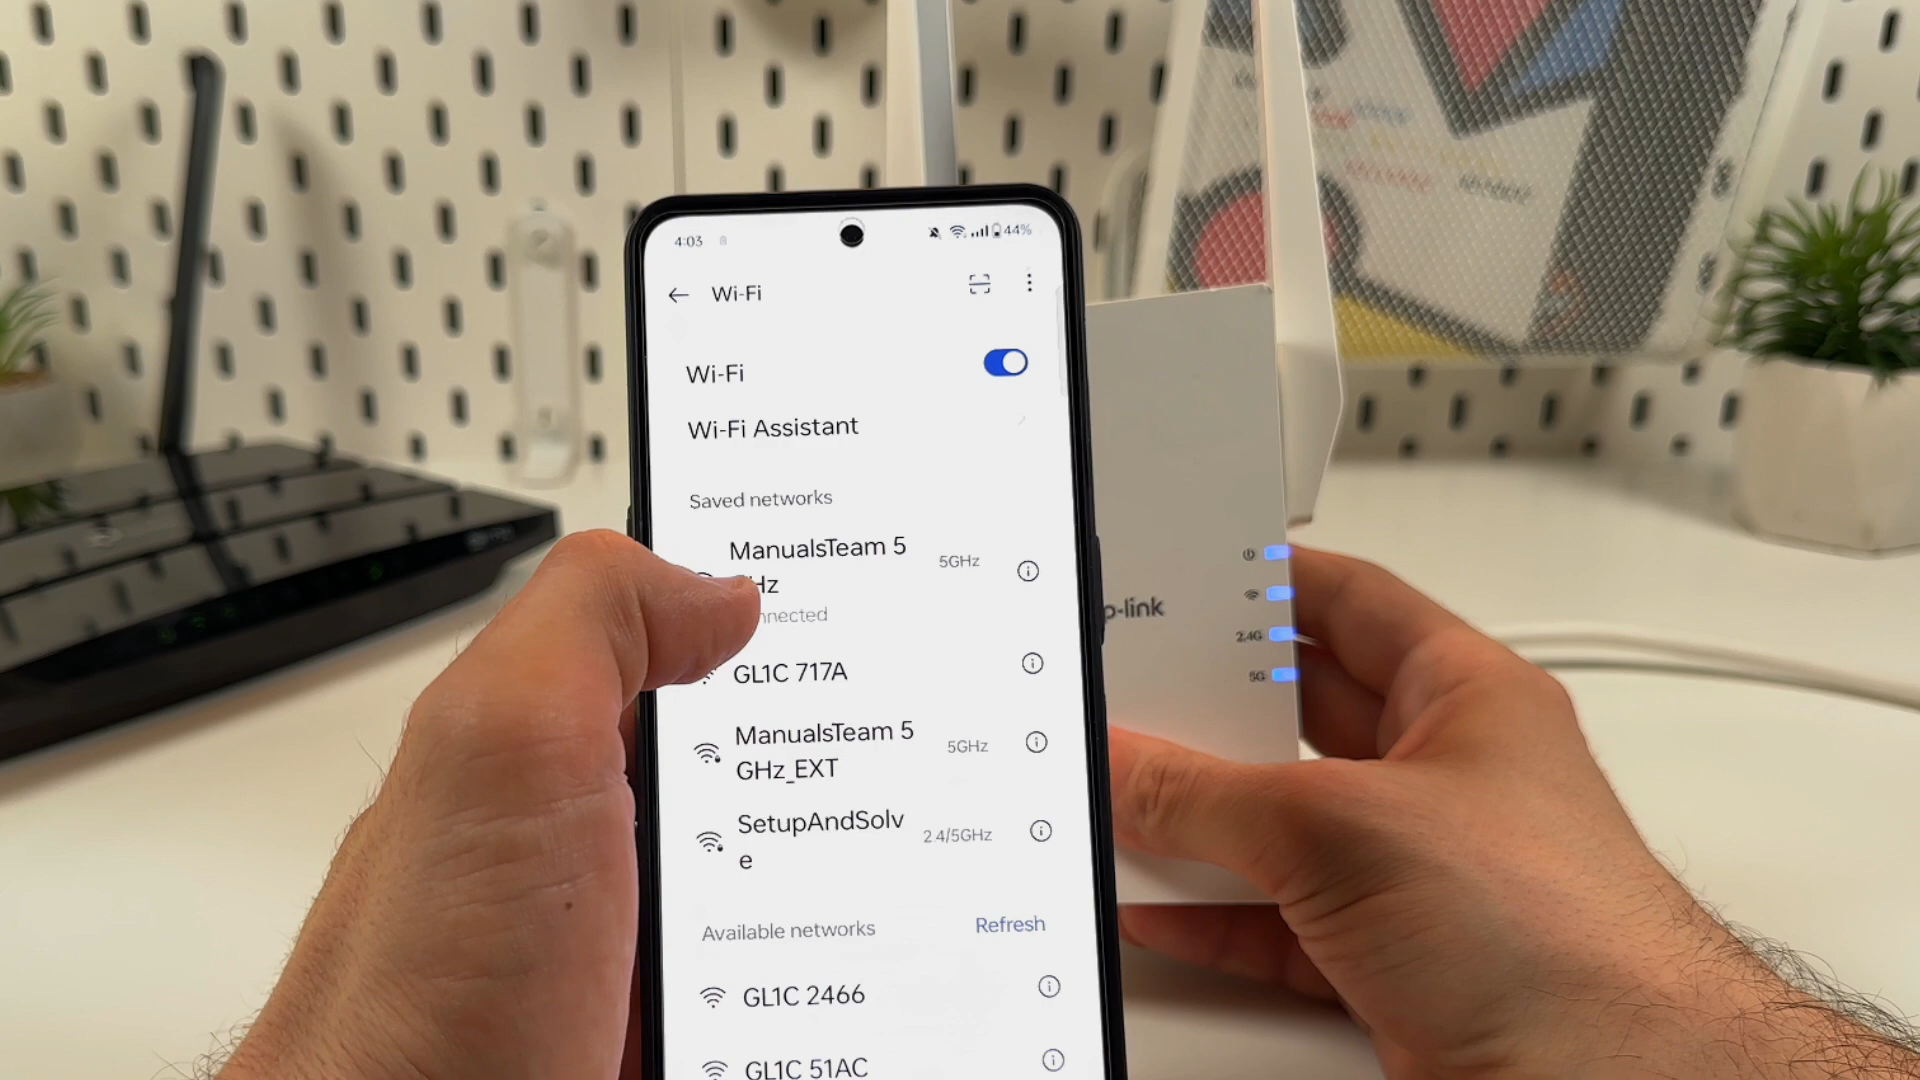 4:03
44%
Wi-Fi
Wi-Fi
Wi-Fi Assistant
Saved networks
ManualsTeam 5
Hz
5GHz
nnected
GL1C 717A
ManualsTeam 5
GHz_EXT
5GHz
SetupAndSolv
e
2.4/5GHz
Available networks
Refresh
GL1C 2466
GL1C 51AC
p-link
2.4G
5G